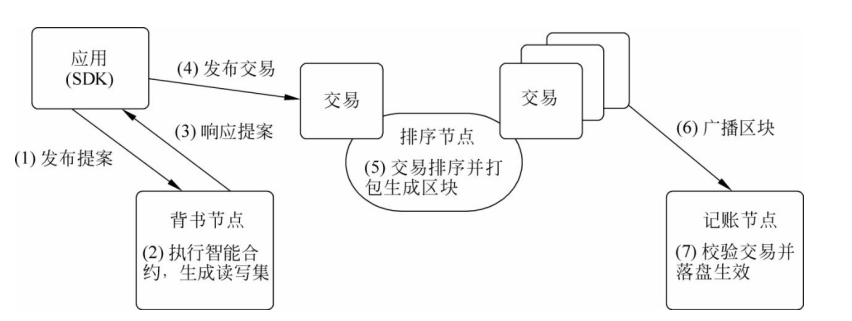 应用
(SDK)
(4) 发布交易
交易
交易
(3) 响应提案
(1) 发布提案
排序节点
(5) 交易排序并打
包生成区块
(6) 广播区块
背书节点
(2) 执行智能合
约，生成读写集
记账节点
(7) 校验交易并
落盘生效